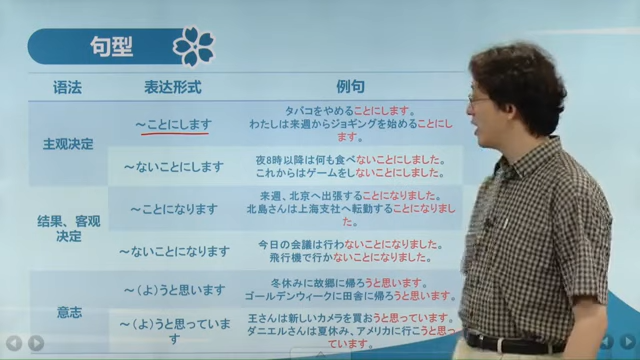 句型
语法 表达形式 例句
主观决定
～ことにします
タバコをやめることにします。
わたしは来週からジョギングを始めることにし
ます。
～ないことにします
夜8時以降は何も食べないことにしました。
これからはゲームをしないことにしました。
结果、客观
决定
～ことになります
来週、北京へ出張することになりました。
北島さんは上海支社へ転勤することになりまし
た。
～ないことになります
今日の会議は行わないことになりました。
飛行機で行かないことになりました。
意志
～（よ）うと思います
冬休みに故郷に帰ろうと思います。
ゴールデンウィークに田舎に帰ろうと思います。
～（よ）うと思っていま
す
王さんは新しいカメラを買おうと思っています。
ダニエルさんは夏休み、アメリカに行こうと思っ
ています。